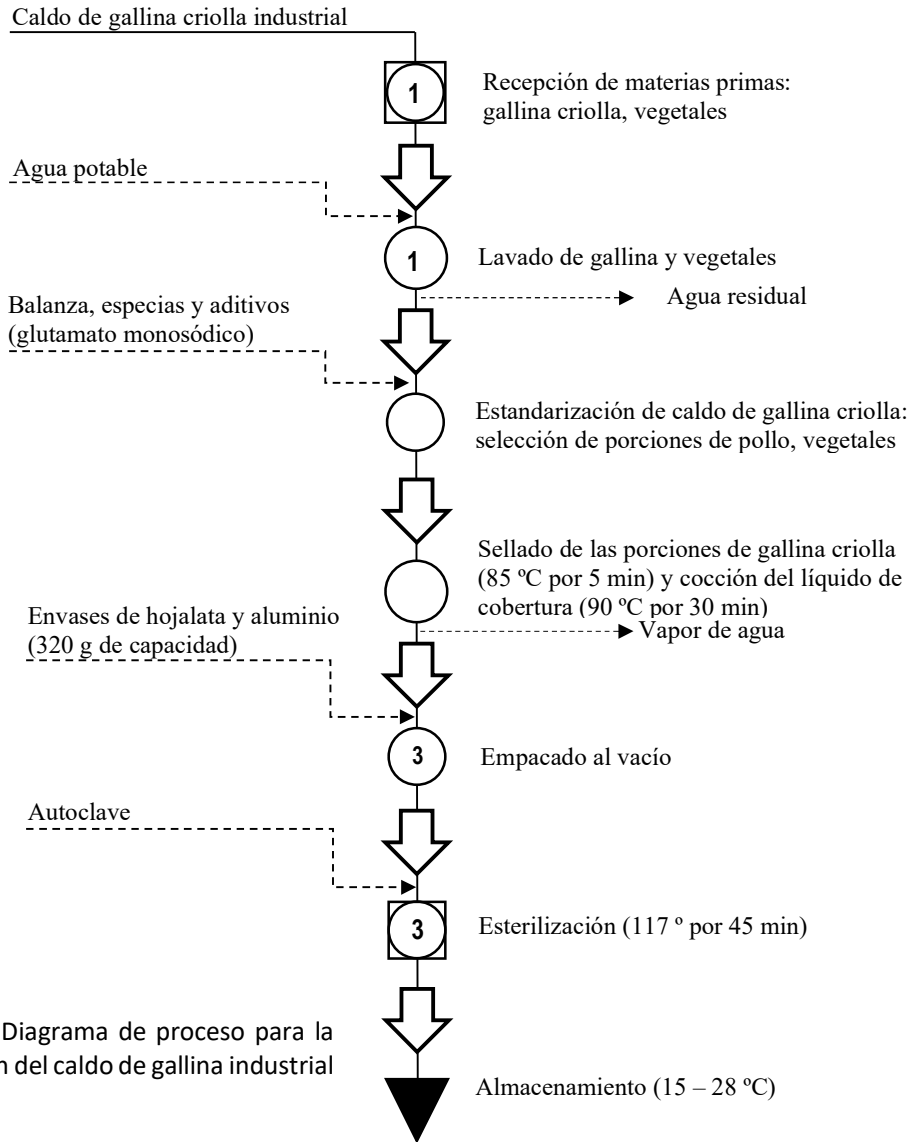 Caldo de gallina criolla industrial
1
Recepción de materias primas:
gallina criolla, vegetales
Agua potable
1
Lavado de gallina y vegetales
Agua residual
Balanza, especias y aditivos
(glutamato monosódico)
Estandarización de caldo de gallina criolla:
selección de porciones de pollo, vegetales
Sellado de las porciones de gallina criolla
(85 ºC por 5 min) y cocción del líquido de
cobertura (90 ºC por 30 min)
Vapor de agua
Envases de hojalata y aluminio
(320 g de capacidad)
3
Empacado al vacío
Autoclave
3
Esterilización (117 º por 45 min)
Diagrama de proceso para la
del caldo de gallina industrial
Almacenamiento (15 – 28 ºC)